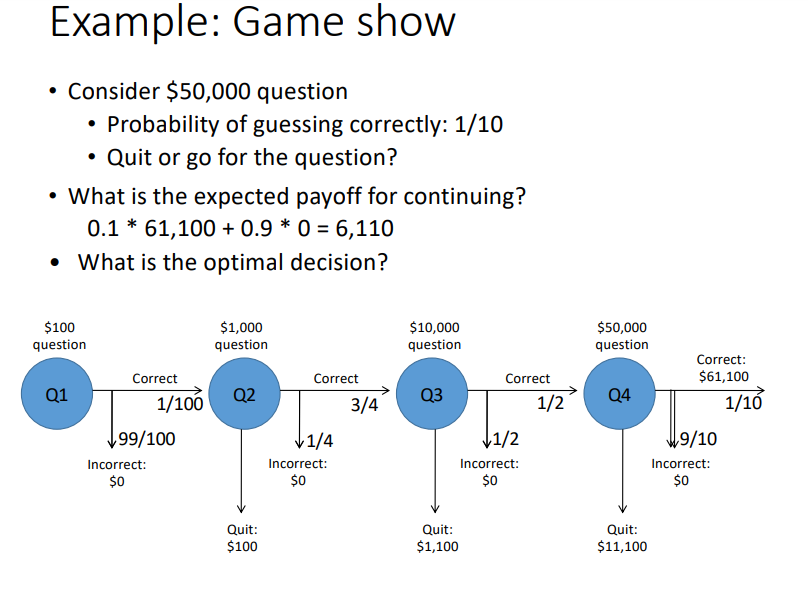 Example: Game show
• Consider $50,000 question
• Probability of guessing correctly: 1/10
• Quit or go for the question?
• What is the expected payoff for continuing?
0.1 * 61,100 + 0.9 * 0 = 6,110
• What is the optimal decision?
$100
question
$1,000
question
$10,000
question
$50,000
question
Q1
Correct
1/100
99/100
Incorrect:
$0
Q2
Correct
3/4
1/4
Incorrect:
$0
Quit:
$100
Q3
Correct
1/2
1/2
Incorrect:
$0
Quit:
$1,100
Q4
Correct:
$61,100
1/10
9/10
Incorrect:
$0
Quit:
$11,100